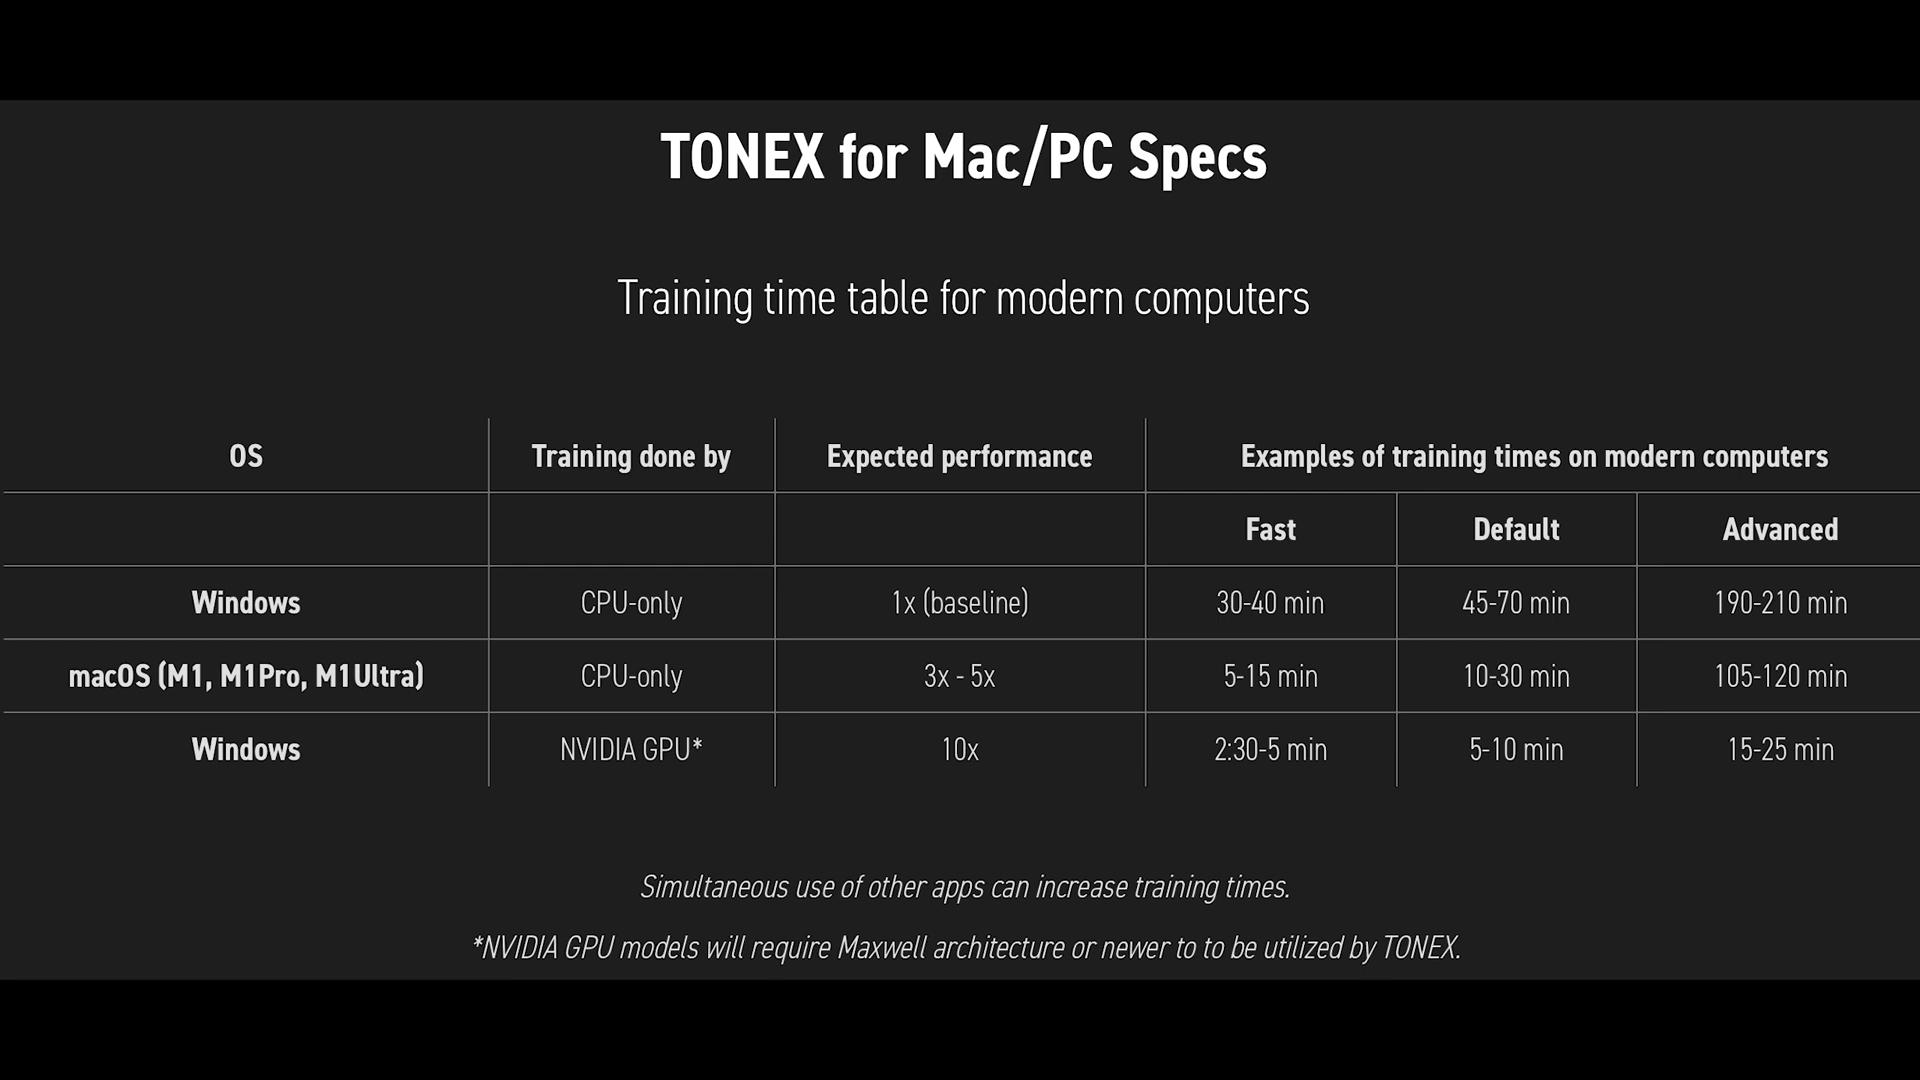 TONEX for Mac/PC Specs
Training time table for modern computers
OS Training done by Expected performance Examples of training times on modern computers
Fast Default Advanced
Windows CPU-only 1x (baseline) 30-40 min 45-70 min 190-210 min
macOS (M1, M1Pro, M1Ultra) CPU-only 3x - 5x 5-15 min 10-30 min 105-120 min
Windows NVIDIA GPU* 10x 2:30-5 min 5-10 min 15-25 min
Simultaneous use of other apps can increase training times.
*NVIDIA GPU models will require Maxwell architecture or newer to to be utilized by TONEX.